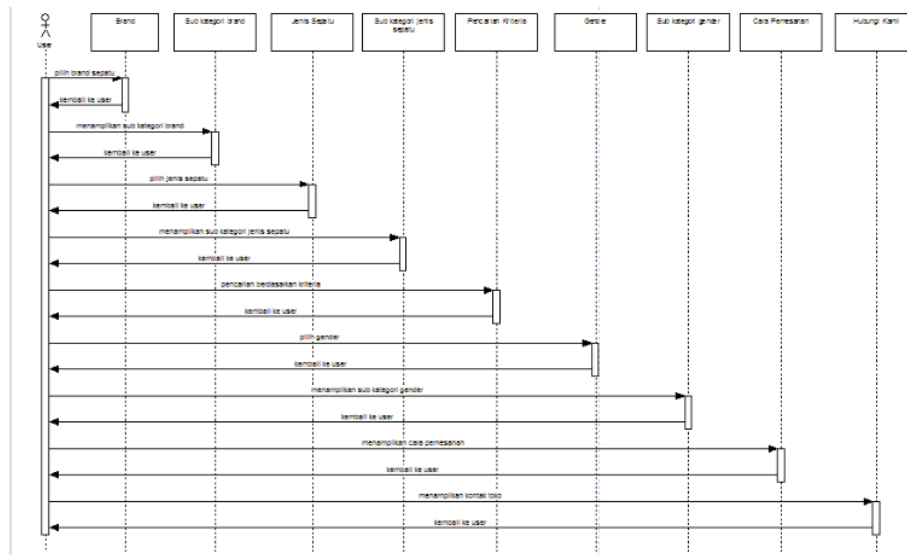 Brand
Sub kategori brand
Jenis Sepatu
Sub kategori jenis
sepatu
Pencarian Kriteria
Gender
Sub kategori gender
Cara Pemesanan
Hubungi Kami
User
pilih brand sepatu
kembali ke user
menampilkan sub kategori brand
kembali ke user
pilih jenis sepatu
kembali ke user
menampilkan sub kategori jenis sepatu
kembali ke user
pencarian berdasarkan kriteria
kembali ke user
pilih gender
kembali ke user
menampilkan sub kategori gender
kembali ke user
menampilkan cara pemesanan
kembali ke user
menampilkan kontak toko
kembali ke user